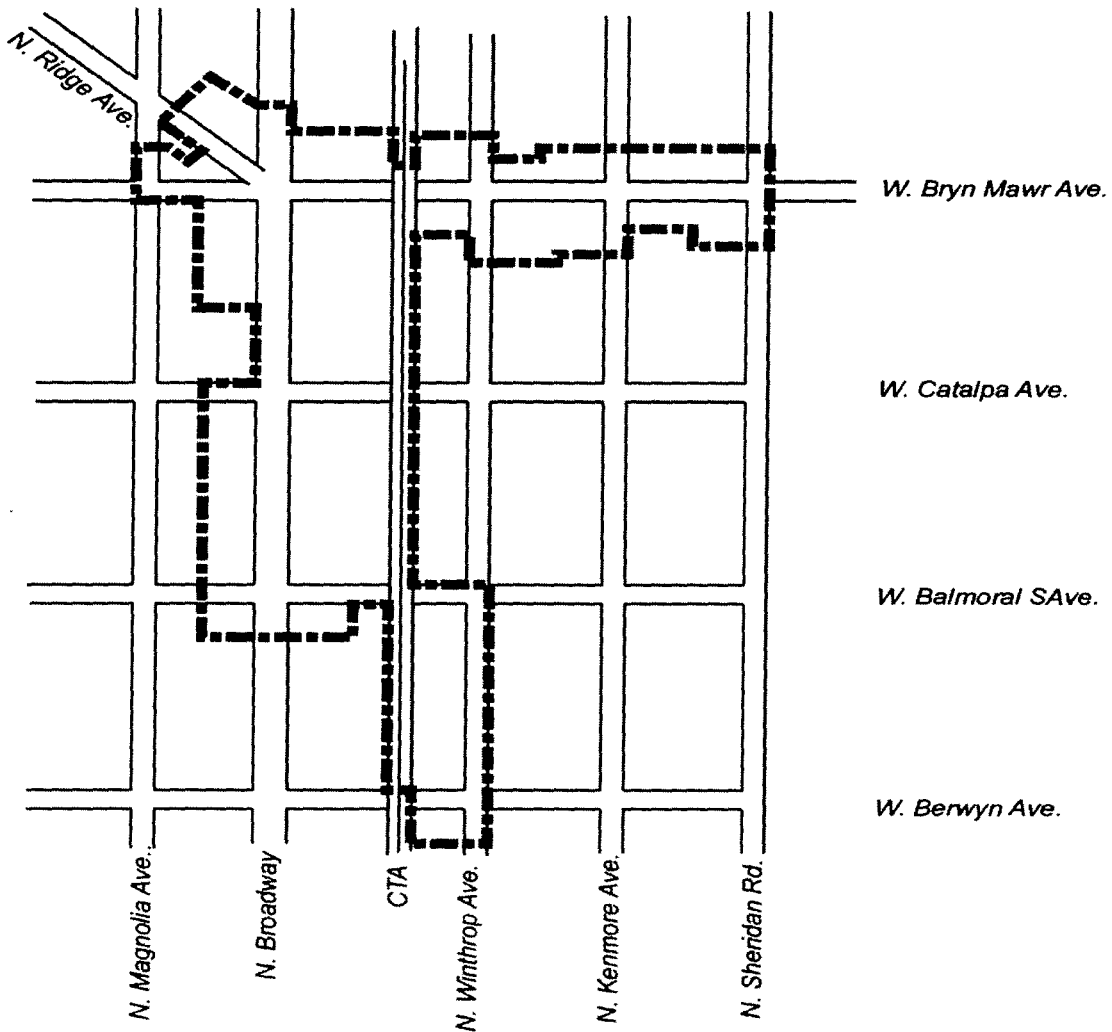 N. Ridge Ave.
W. Bryn Mawr Ave.
W. Catalpa Ave.
W. Balmoral SAve.
W. Berwyn Ave.
N. Magnolia Ave..
N. Broadway
CTA
N. Winthrop Ave.
N. Kenmore Ave.
N. Sheridan Rd.